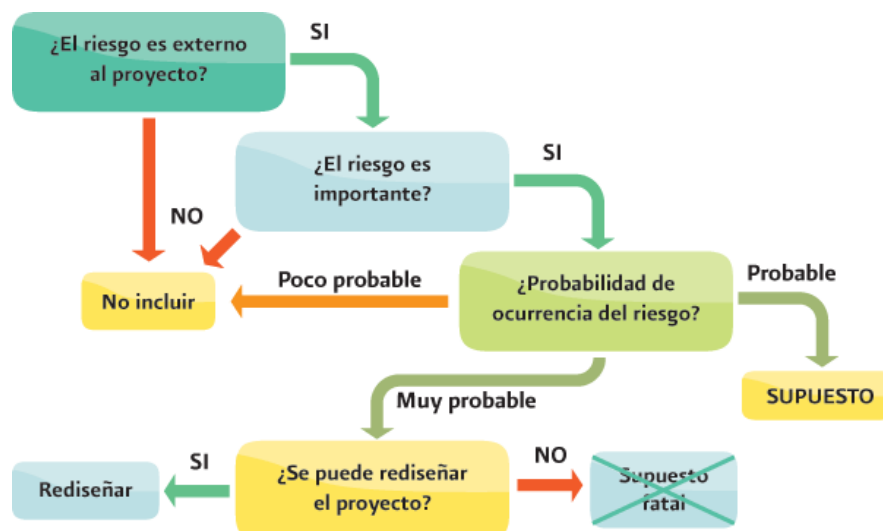 ¿El riesgo es externo
al proyecto?
SI
¿El riesgo es
importante?
SI
NO
No incluir
Poco probable
¿Probabilidad de
ocurrencia del riesgo?
Probable
SUPUESTO
Muy probable
Rediseñar
SI
¿Se puede rediseñar
el proyecto?
NO
Supuesto
fatal